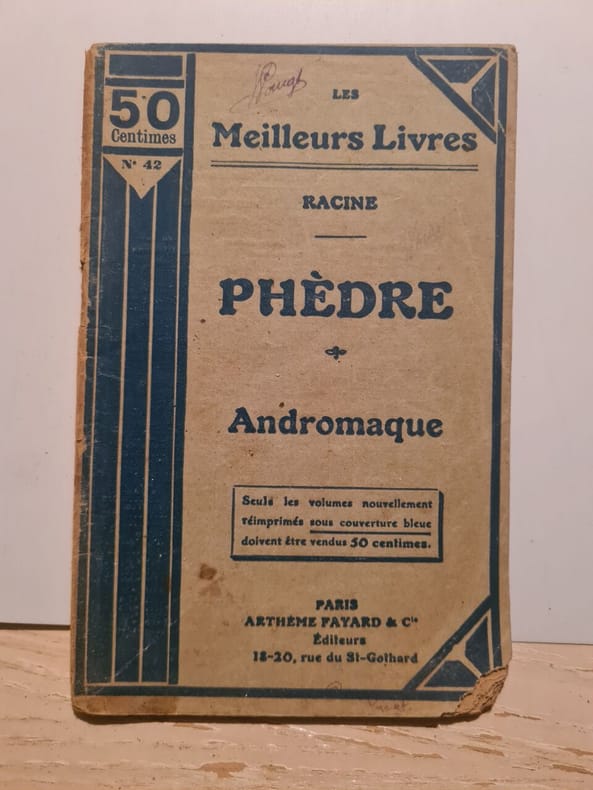 50
Centimes
N° 42
LES
Meilleurs Livres
RACINE
PHÈDRE
Andromaque
Seuls les volumes nouvellement
réimprimés sous couverture bleue
doivent être vendus 50 centimes.
PARIS
ARTHÈME FAYARD & Cie
Éditeurs
18-20, rue du St-Gothard